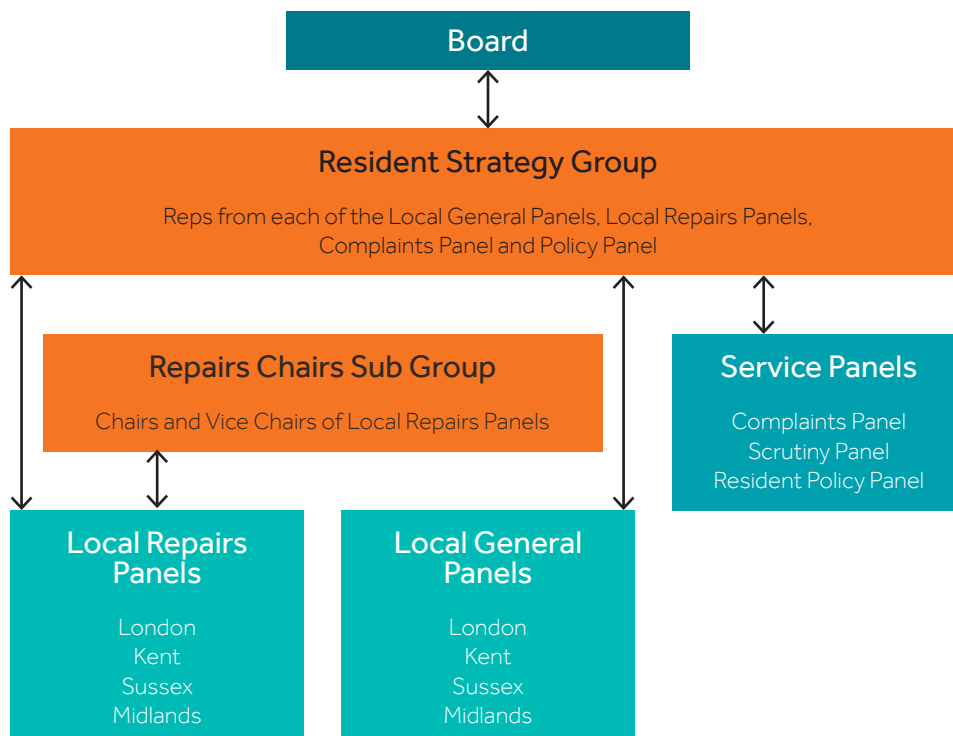 Board
Resident Strategy Group
Reps from each of the Local General Panels, Local Repairs Panels,
Complaints Panel and Policy Panel
Repairs Chairs Sub Group
Chairs and Vice Chairs of Local Repairs Panels
Service Panels
Complaints Panel
Scrutiny Panel
Resident Policy Panel
Local Repairs
Panels
London
Kent
Sussex
Midlands
Local General
Panels
London
Kent
Sussex
Midlands